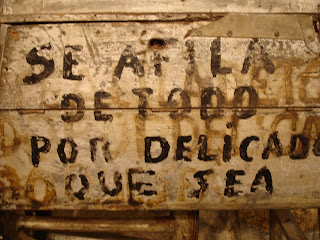 SE AFILA
DE TODO
POR DELICADO
QUE SEA